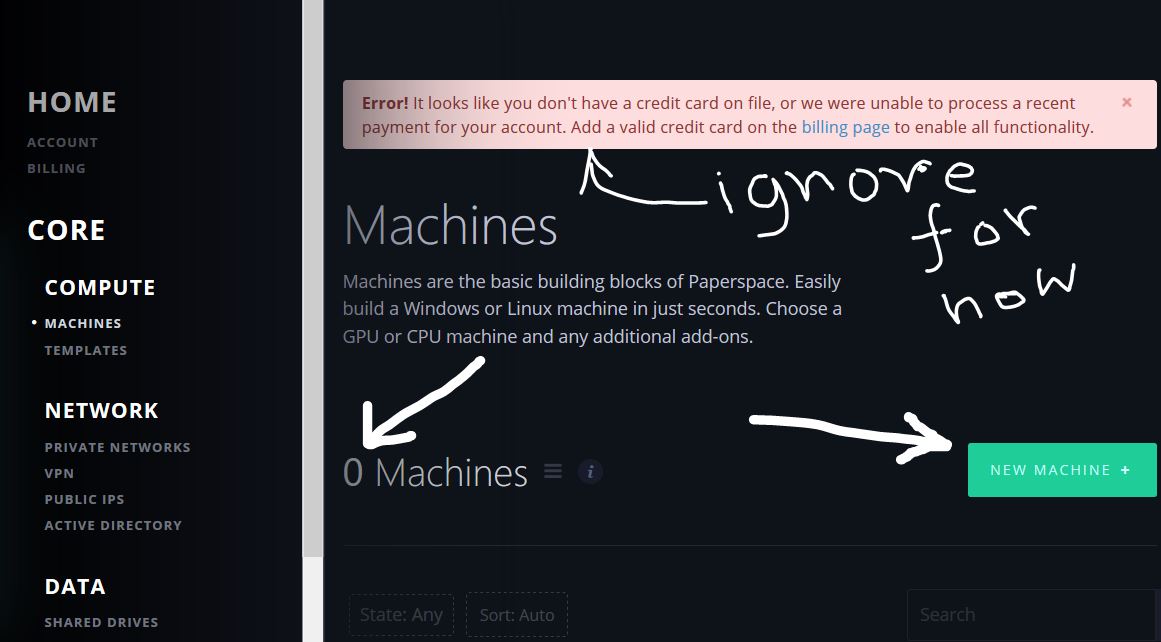 HOME
ACCOUNT
BILLING
CORE
COMPUTE
• MACHINES
TEMPLATES
NETWORK
PRIVATE NETWORKS
VPN
PUBLIC IPS
ACTIVE DIRECTORY
DATA
SHARED DRIVES
Error! It looks like you don't have a credit card on file, or we were unable to process a recent
payment for your account. Add a valid credit card on the billing page to enable all functionality.
×
ignore
for
now
Machines
Machines are the basic building blocks of Paperspace. Easily
build a Windows or Linux machine in just seconds. Choose a
GPU or CPU machine and any additional add-ons.
0 Machines
i
NEW MACHINE +
State: Any
Sort: Auto
Search